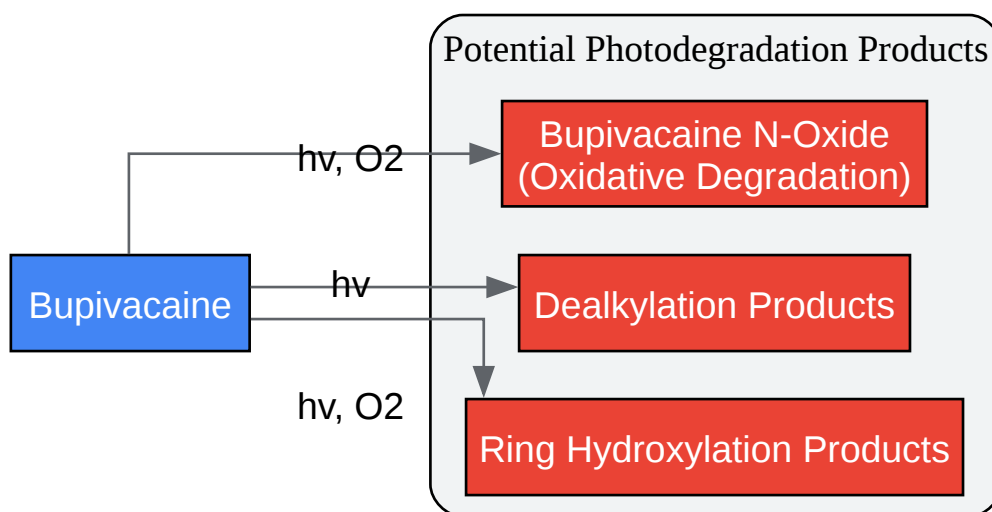 Potential Photodegradation Products
Bupivacaine N-Oxide
(Oxidative Degradation)
hv, O2
hv
Bupivacaine
Dealkylation Products
hv, O2
Ring Hydroxylation Products